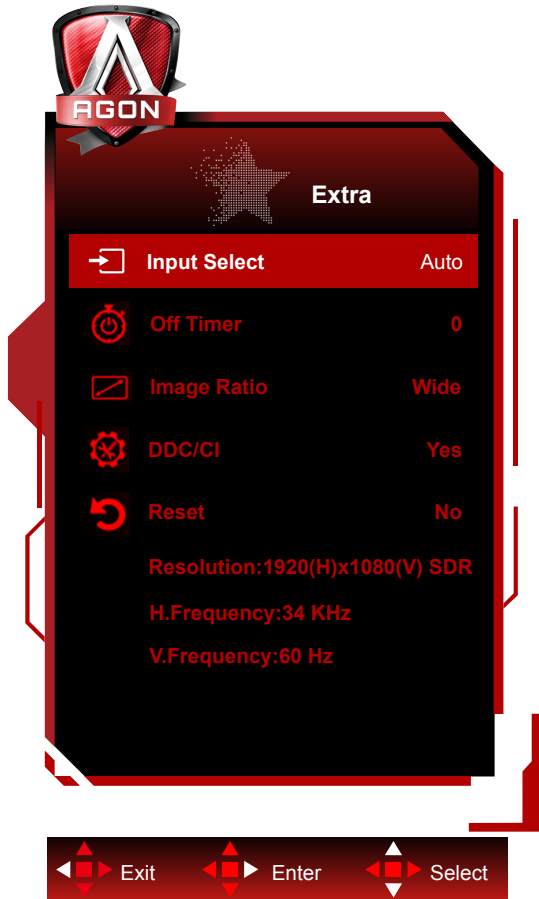 AGON
Extra
Input Select Auto
Off Timer 0
Image Ratio Wide
DDC/CI Yes
Reset No
Resolution:1920(H)x1080(V) SDR
H.Frequency:34 KHz
V.Frequency:60 Hz
Exit Enter Select